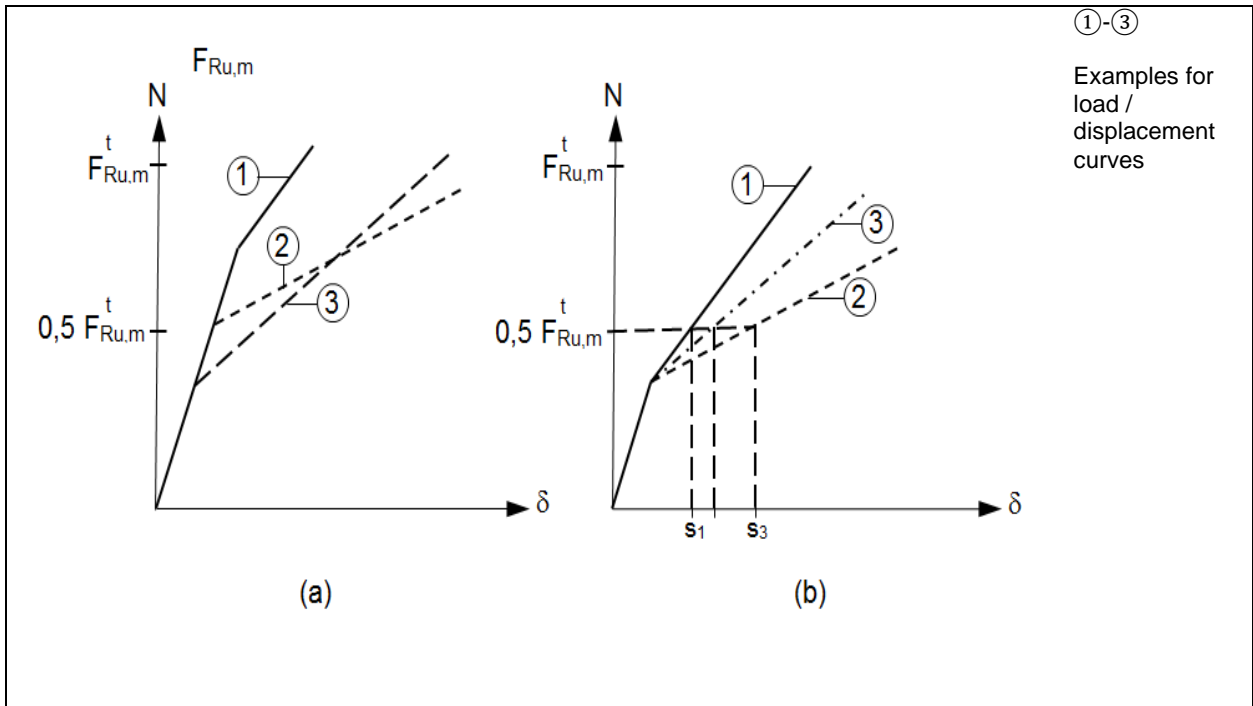 F_Ru,m
N
F^t_Ru,m
0,5 F^t_Ru,m
①
②
③
δ
(a)
N
F^t_Ru,m
0,5 F^t_Ru,m
①
③
②
s₁
s₃
δ
(b)
①-③
Examples for
load /
displacement
curves